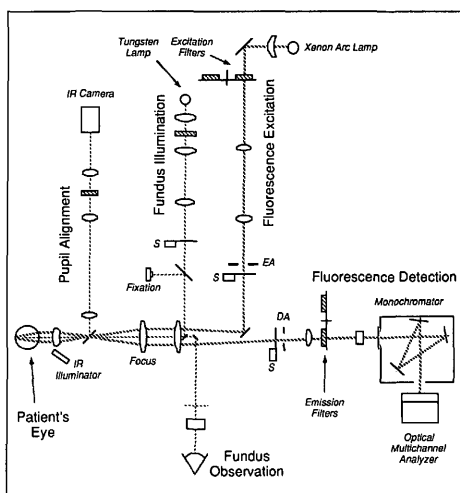 Tungsten
Lamp
Excitation
Filters
Xenon Arc Lamp
IR Camera
Pupil Alignment
Fundus Illumination
Fluorescence Excitation
S
Fixation
EA
S
Fluorescence Detection
Monochromator
DA
S
IR
Illuminator
Focus
Patient's
Eye
Emission
Filters
Optical
Multichannel
Analyzer
Fundus
Observation